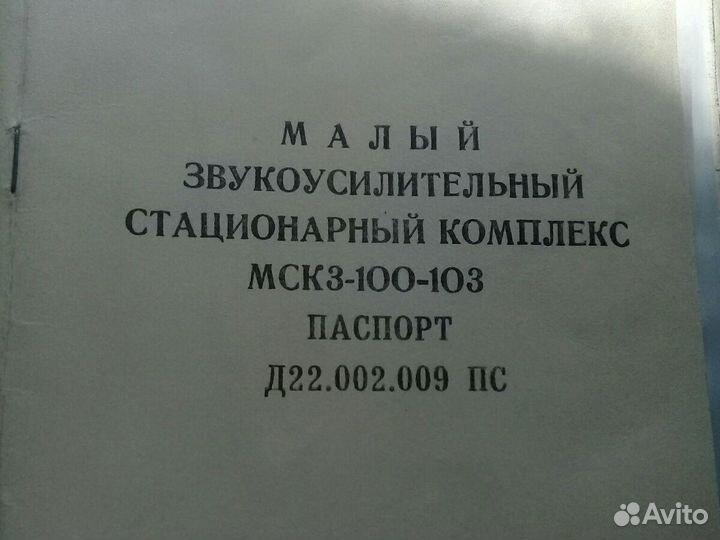 МАЛЫЙ
ЗВУКОУСИЛИТЕЛЬНЫЙ
СТАЦИОНАРНЫЙ КОМПЛЕКС
МСКЗ-100-103
ПАСПОРТ
Д22.002.009 ПС
Avito